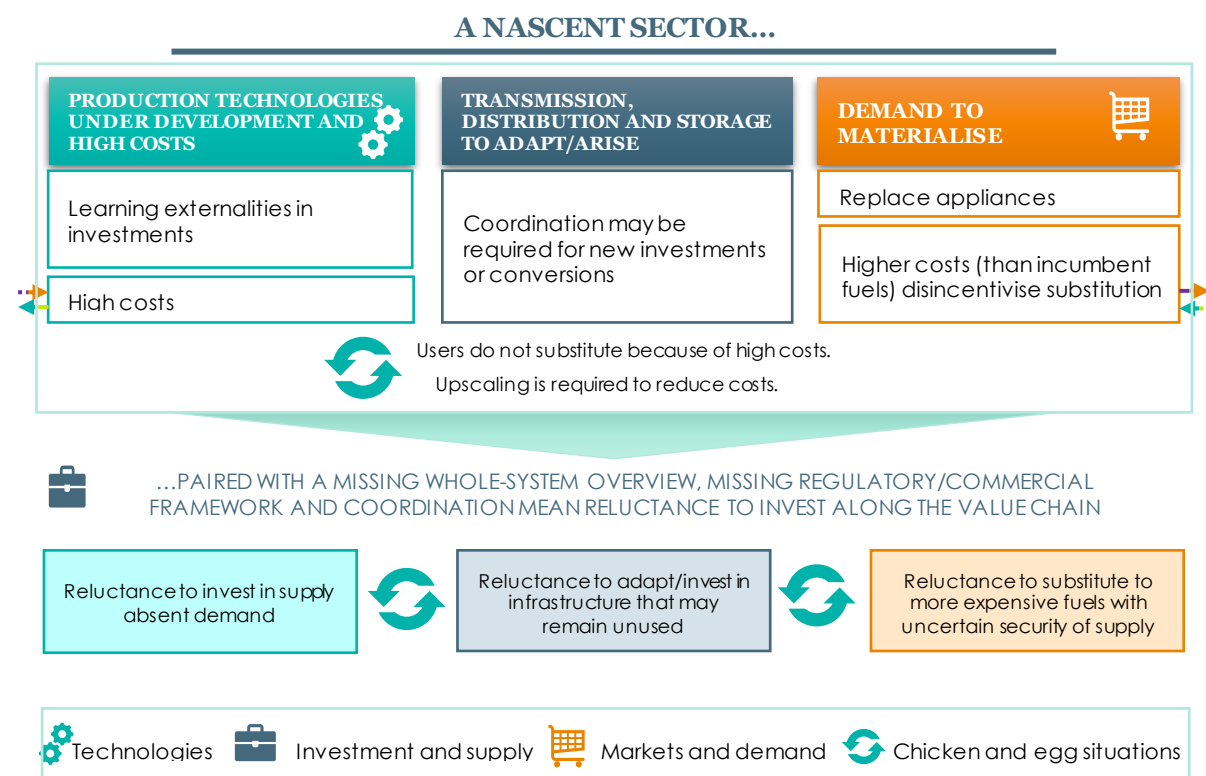 A NASCENT SECTOR...
PRODUCTION TECHNOLOGIES
UNDER DEVELOPMENT AND
HIGH COSTS
TRANSMISSION,
DISTRIBUTION AND STORAGE
TO ADAPT/ARISE
DEMAND TO
MATERIALISE
Learning externalities in
investments
High costs
Coordination may be
required for new investments
or conversions
Replace appliances
Higher costs (than incumbent
fuels) disincentivise substitution
Users do not substitute because of high costs.
Upscaling is required to reduce costs.
...PAIRED WITH A MISSING WHOLE-SYSTEM OVERVIEW, MISSING REGULATORY/COMMERCIAL
FRAMEWORK AND COORDINATION MEAN RELUCTANCE TO INVEST ALONG THE VALUE CHAIN
Reluctance to invest in supply
absent demand
Reluctance to adapt/invest in
infrastructure that may
remain unused
Reluctance to substitute to
more expensive fuels with
uncertain security of supply
Technologies
Investment and supply
Markets and demand
Chicken and egg situations